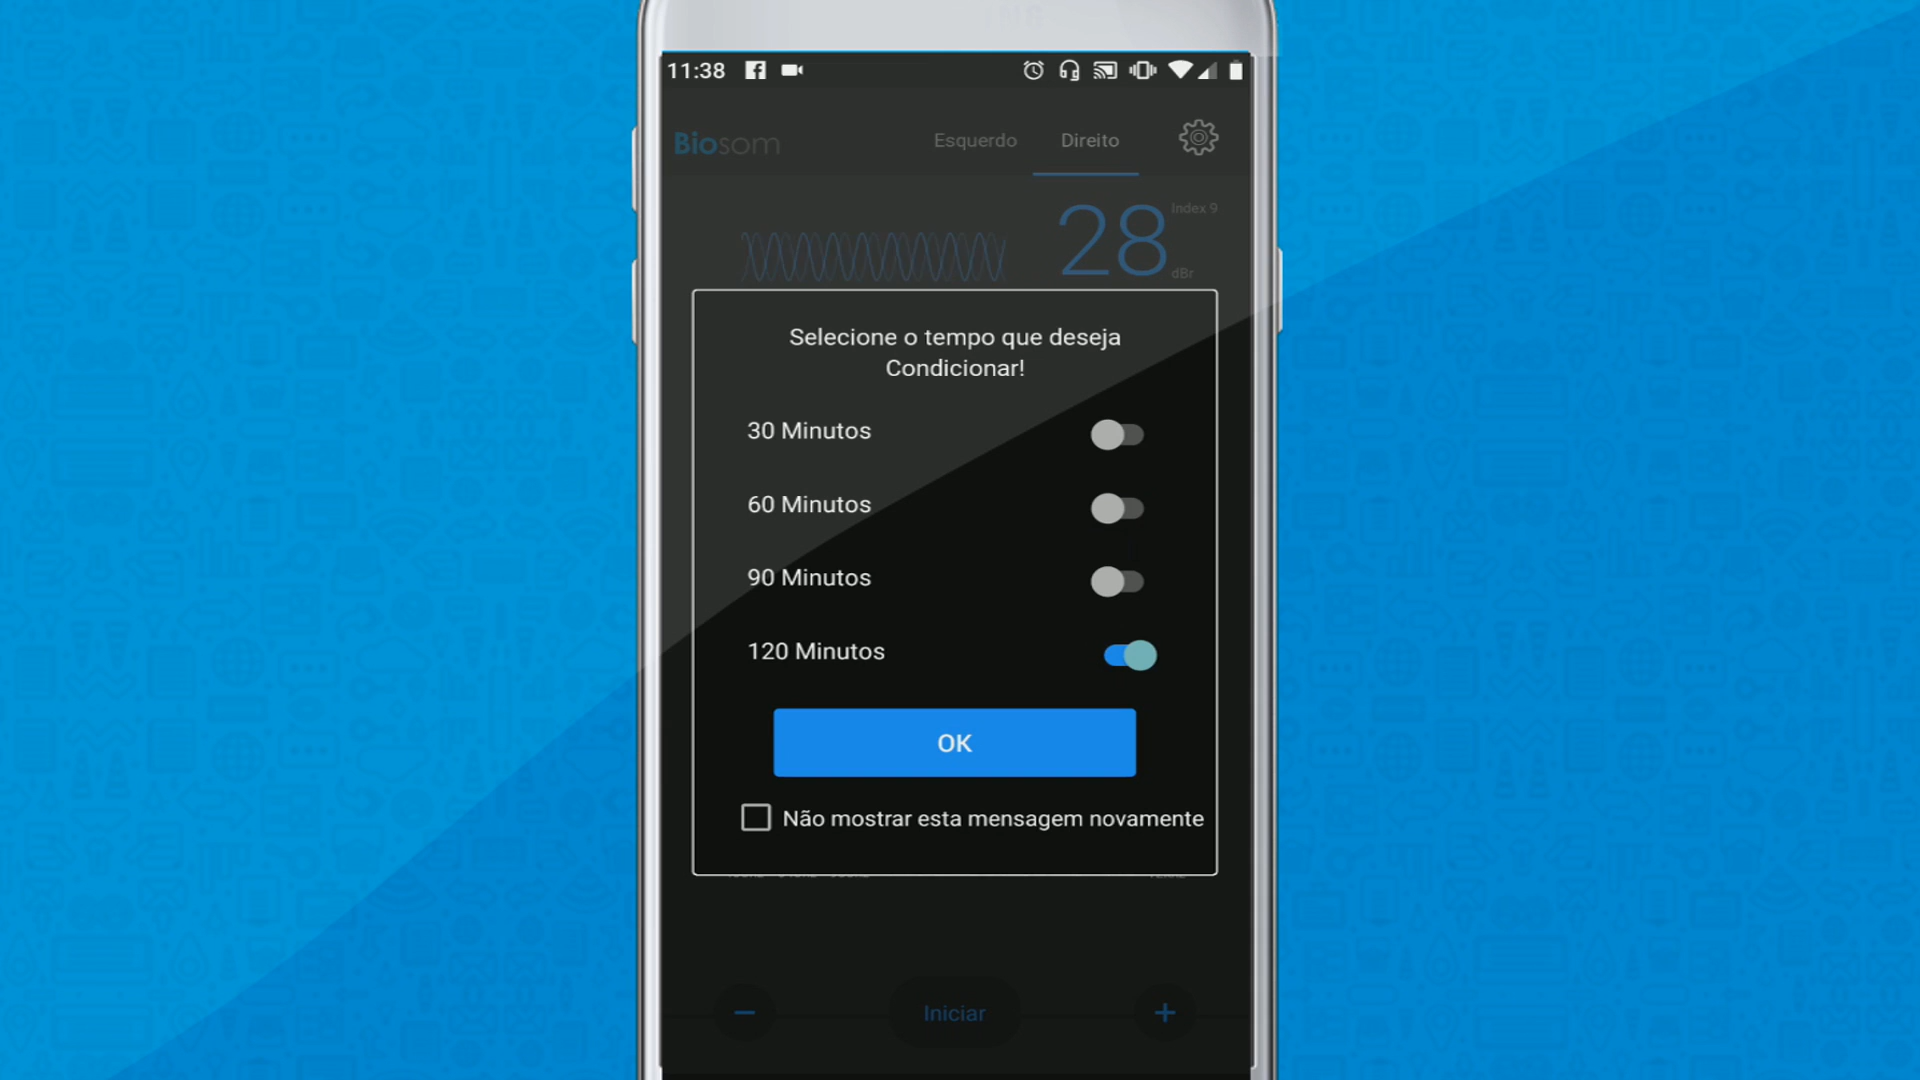 11:38
Biosom
Esquerdo
Direito
28
Index 9
dBr
Selecione o tempo que deseja
Condicionar!
30 Minutos
60 Minutos
90 Minutos
120 Minutos
OK
Não mostrar esta mensagem novamente
Iniciar